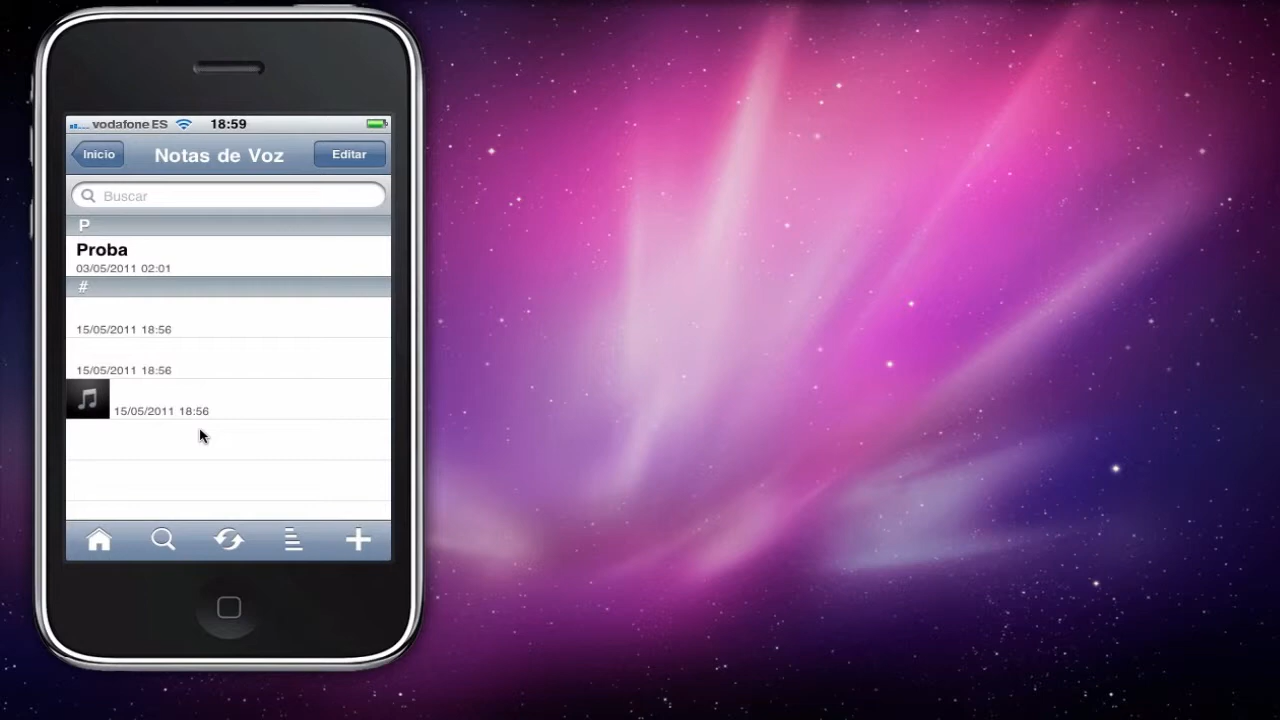 vodafone ES 18:59
Inicio Notas de Voz Editar
Buscar
P
Proba
03/05/2011 02:01
#
15/05/2011 18:56
15/05/2011 18:56
15/05/2011 18:56